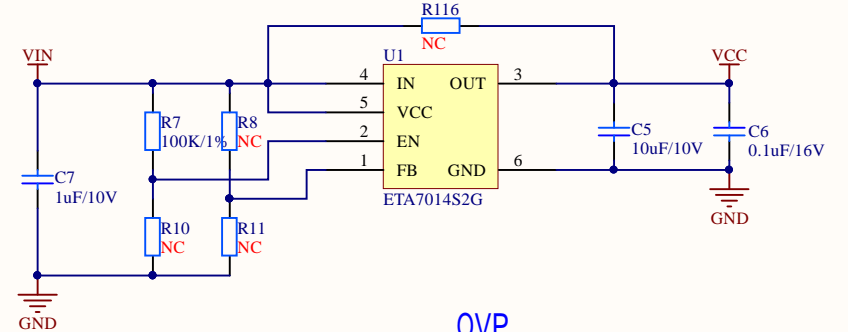 R116
NC
VIN
U1
VCC
4
IN
OUT
3
5
VCC
R7
100K/1%
R8
NC
2
EN
C5
10uF/10V
C6
0.1uF/16V
1
FB
GND
6
C7
1uF/10V
ETA7014S2G
GND
R10
NC
R11
NC
GND
OVP